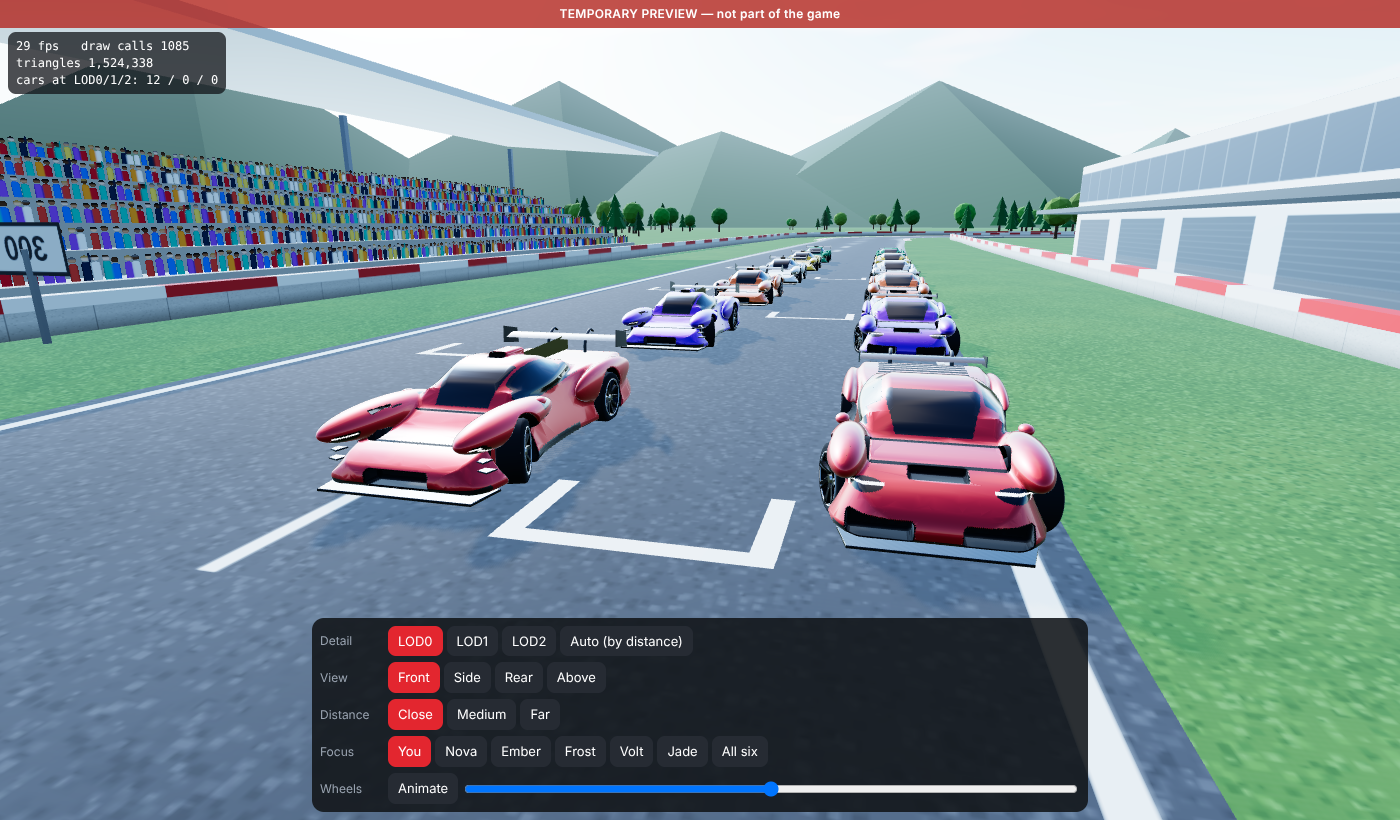 TEMPORARY PREVIEW — not part of the game
29 fps draw calls 1085
triangles 1,524,338
cars at LOD0/1/2: 12 / 0 / 0
300
Detail LOD0 LOD1 LOD2 Auto (by distance)
View Front Side Rear Above
Distance Close Medium Far
Focus You Nova Ember Frost Volt Jade All six
Wheels Animate